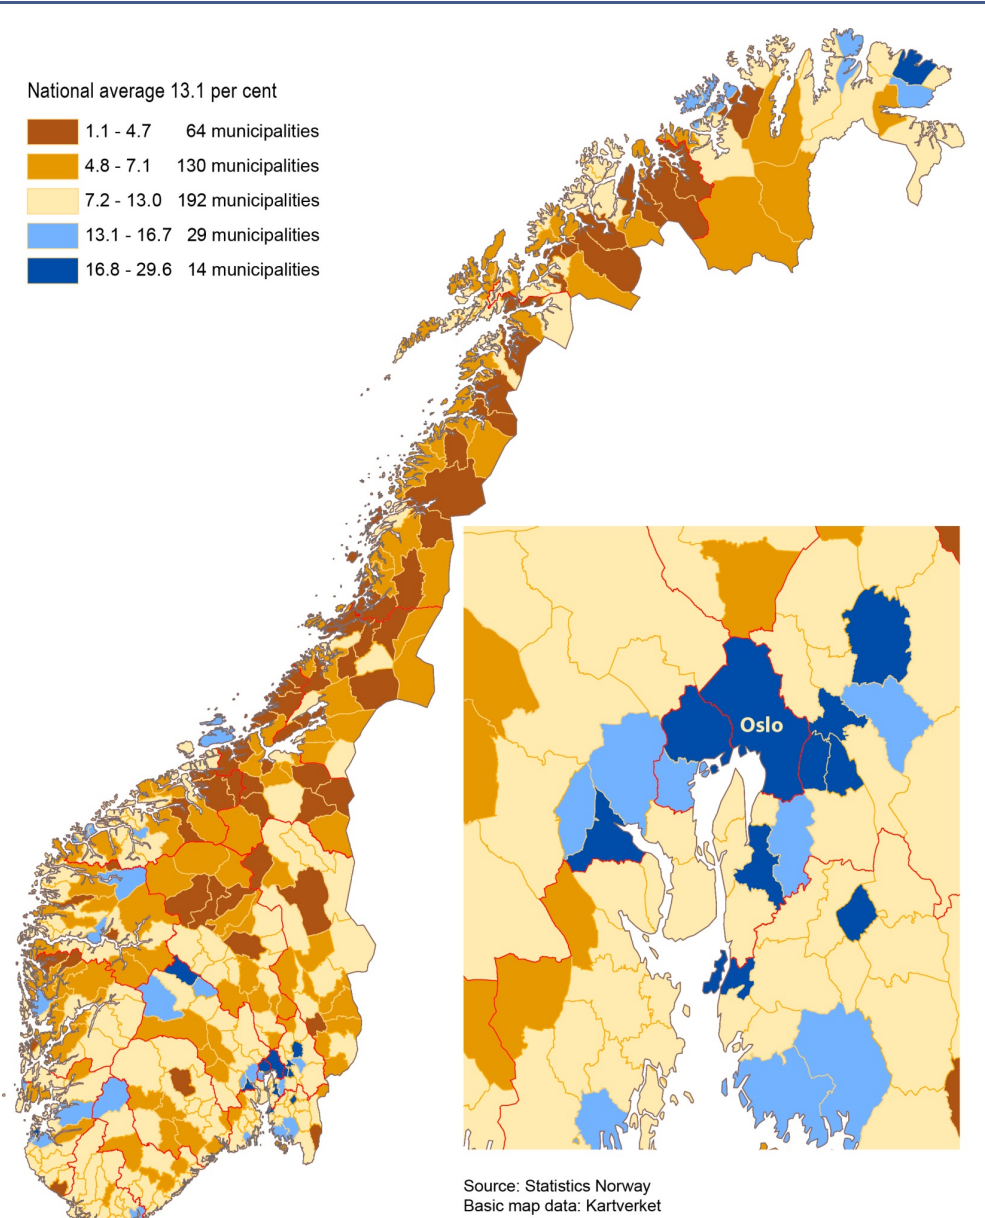 National average 13.1 per cent
1.1 - 4.7 64 municipalities
4.8 - 7.1 130 municipalities
7.2 - 13.0 192 municipalities
13.1 - 16.7 29 municipalities
16.8 - 29.6 14 municipalities
Oslo
Source: Statistics Norway
Basic map data: Kartverket